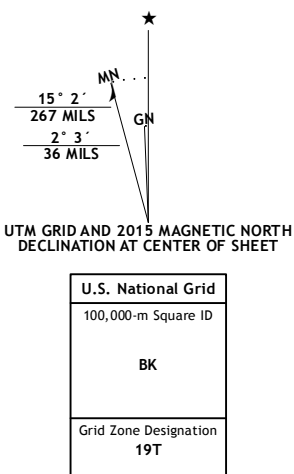 ★
MN
GN
15° 2´
267 MILS
2° 3´
36 MILS
UTM GRID AND 2015 MAGNETIC NORTH
DECLINATION AT CENTER OF SHEET
U.S. National Grid
100,000-m Square ID
BK
Grid Zone Designation
19T